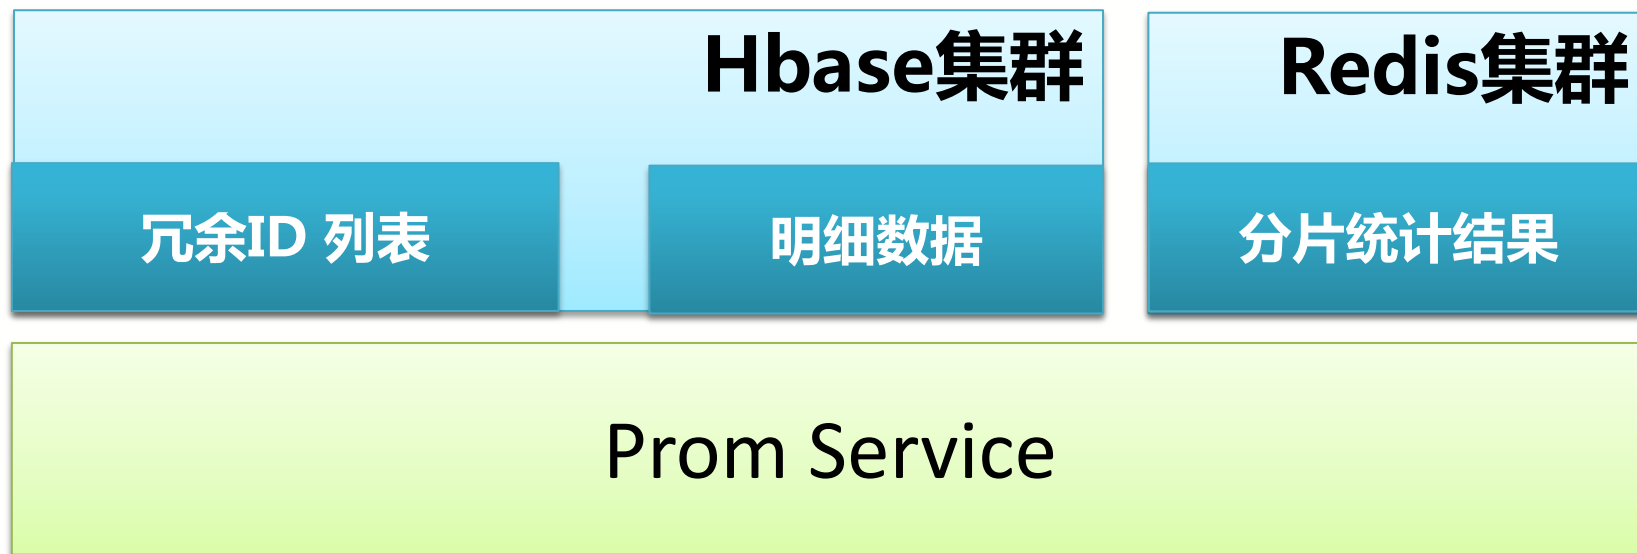 Hbase集群
Redis集群
冗余ID 列表
明细数据
分片统计结果
Prom Service